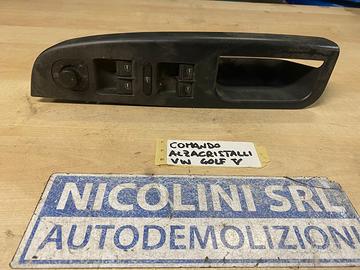 COMANDO
ALZACRISTALLI
VW GOLF V
NICOLINI SRL
AUTODEMOLIZIONI